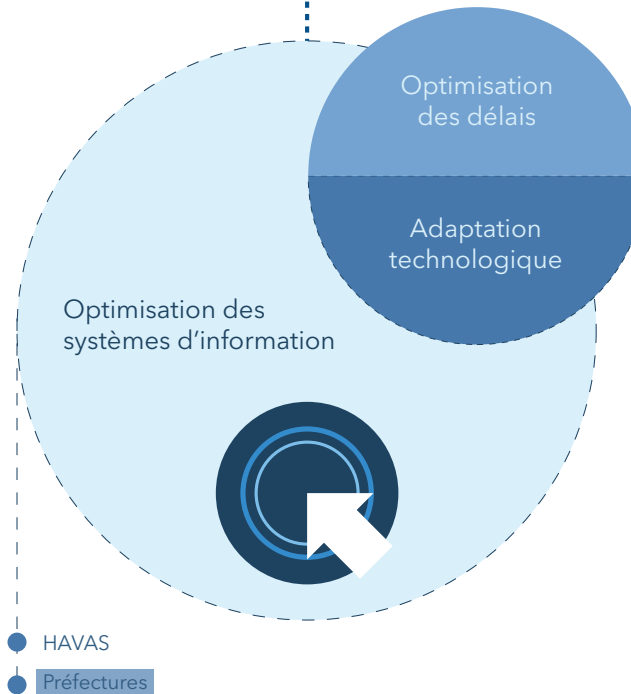 Optimisation
des délais
Adaptation
technologique
Optimisation des
systèmes d’information
HAVAS
Préfectures